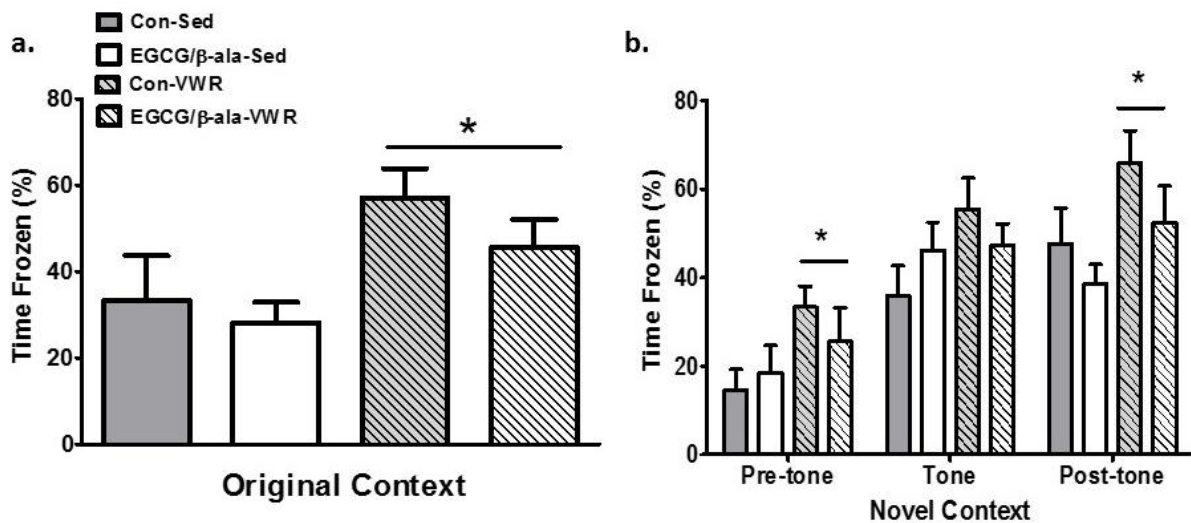 a.
Con-Sed
EGCG/β-ala-Sed
Con-VWR
EGCG/β-ala-VWR
Time Frozen (%)
80
60
40
20
0
*
Original Context
b.
Time Frozen (%)
80
60
40
20
0
*
*
Pre-tone Tone Post-tone
Novel Context